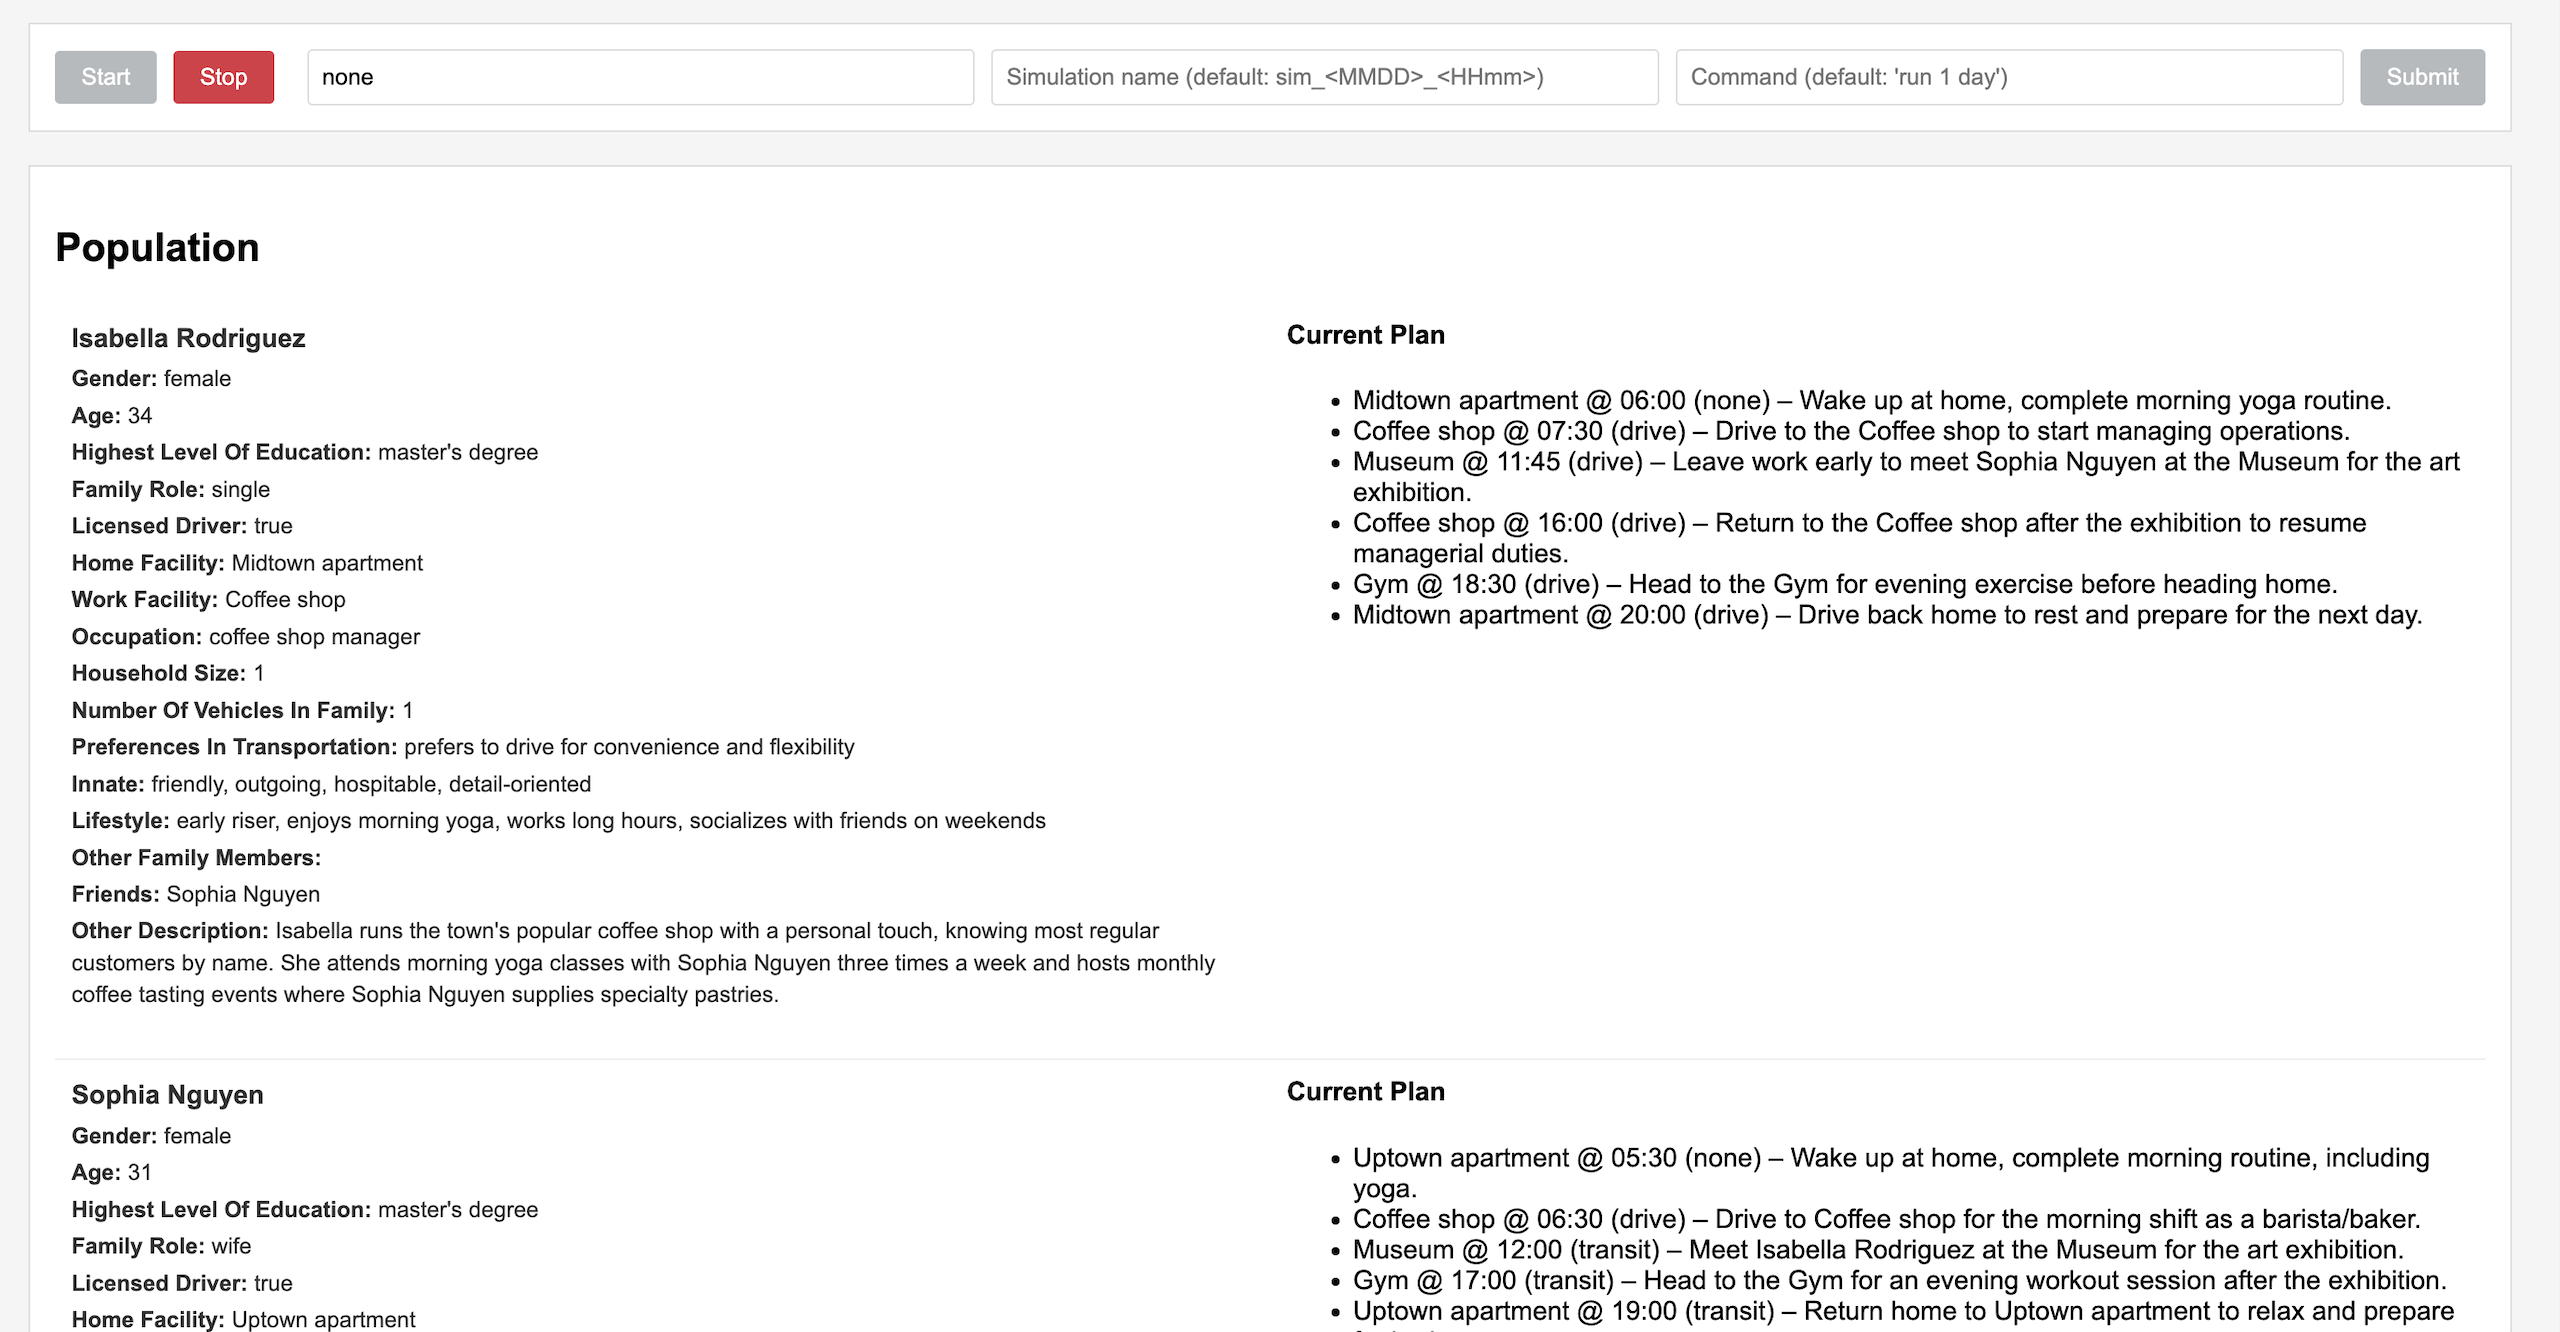 Start
Stop
none
Simulation name (default: sim_<MMDD>_<HHmm>)
Command (default: 'run 1 day')
Submit
Population
Isabella Rodriguez
Gender: female
Age: 34
Highest Level Of Education: master's degree
Family Role: single
Licensed Driver: true
Home Facility: Midtown apartment
Work Facility: Coffee shop
Occupation: coffee shop manager
Household Size: 1
Number Of Vehicles In Family: 1
Preferences In Transportation: prefers to drive for convenience and flexibility
Innate: friendly, outgoing, hospitable, detail-oriented
Lifestyle: early riser, enjoys morning yoga, works long hours, socializes with friends on weekends
Other Family Members:
Friends: Sophia Nguyen
Other Description: Isabella runs the town's popular coffee shop with a personal touch, knowing most regular
customers by name. She attends morning yoga classes with Sophia Nguyen three times a week and hosts monthly
coffee tasting events where Sophia Nguyen supplies specialty pastries.
Current Plan
• Midtown apartment @ 06:00 (none) – Wake up at home, complete morning yoga routine.
• Coffee shop @ 07:30 (drive) – Drive to the Coffee shop to start managing operations.
• Museum @ 11:45 (drive) – Leave work early to meet Sophia Nguyen at the Museum for the art
exhibition.
• Coffee shop @ 16:00 (drive) – Return to the Coffee shop after the exhibition to resume
managerial duties.
• Gym @ 18:30 (drive) – Head to the Gym for evening exercise before heading home.
• Midtown apartment @ 20:00 (drive) – Drive back home to rest and prepare for the next day.
Sophia Nguyen
Gender: female
Age: 31
Highest Level Of Education: master's degree
Family Role: wife
Licensed Driver: true
Home Facility: Uptown apartment
Current Plan
• Uptown apartment @ 05:30 (none) – Wake up at home, complete morning routine, including
yoga.
• Coffee shop @ 06:30 (drive) – Drive to Coffee shop for the morning shift as a barista/baker.
• Museum @ 12:00 (transit) – Meet Isabella Rodriguez at the Museum for the art exhibition.
• Gym @ 17:00 (transit) – Head to the Gym for an evening workout session after the exhibition.
• Uptown apartment @ 19:00 (transit) – Return home to Uptown apartment to relax and prepare